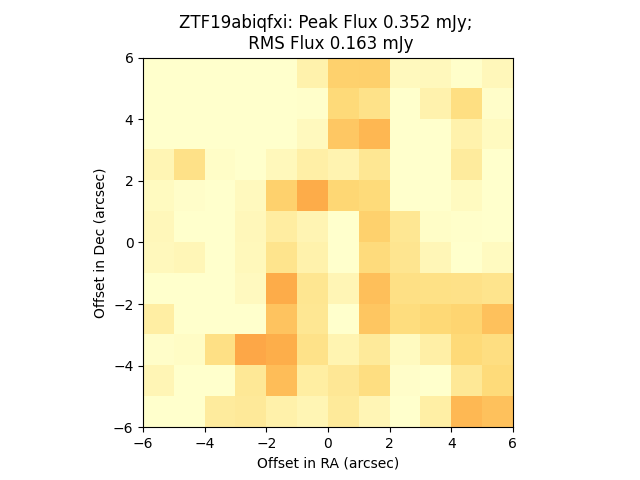 ZTF19abiqfxi: Peak Flux 0.352 mJy;
RMS Flux 0.163 mJy
6
4
2
0
−2
−4
−6
Offset in Dec (arcsec)
−6 −4 −2 0 2 4 6
Offset in RA (arcsec)